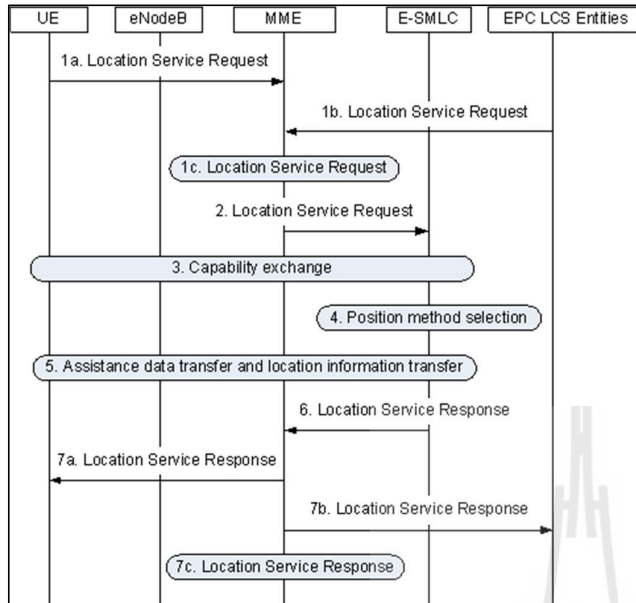 UE eNodeB MME E-SMLC EPC LCS Entities
1a. Location Service Request
1b. Location Service Request
1c. Location Service Request
2. Location Service Request
3. Capability exchange
4. Position method selection
5. Assistance data transfer and location information transfer
6. Location Service Response
7a. Location Service Response
7b. Location Service Response
7c. Location Service Response